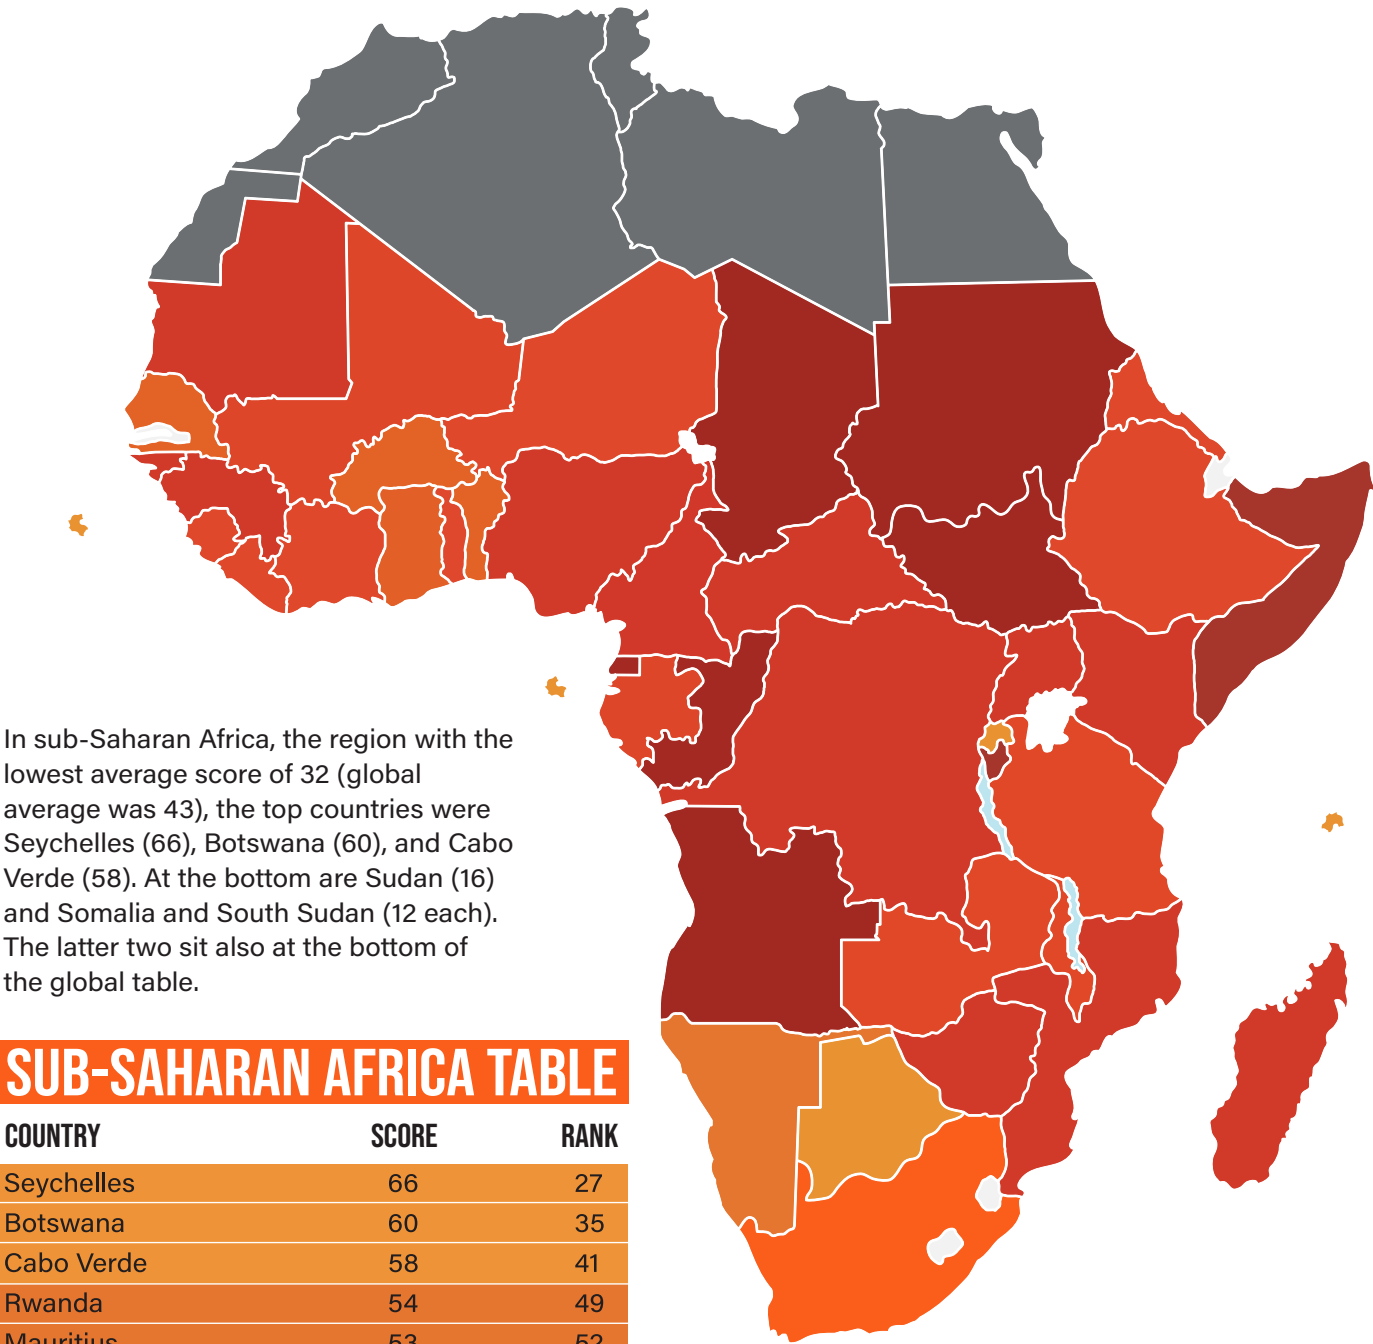 In sub-Saharan Africa, the region with the
lowest average score of 32 (global
average was 43), the top countries were
Seychelles (66), Botswana (60), and Cabo
Verde (58). At the bottom are Sudan (16)
and Somalia and South Sudan (12 each).
The latter two sit also at the bottom of
the global table.
SUB-SAHARAN AFRICA TABLE
COUNTRY SCORE RANK
Seychelles 66 27
Botswana 60 35
Cabo Verde 58 41
Rwanda 54 49
Mauritius 53 52